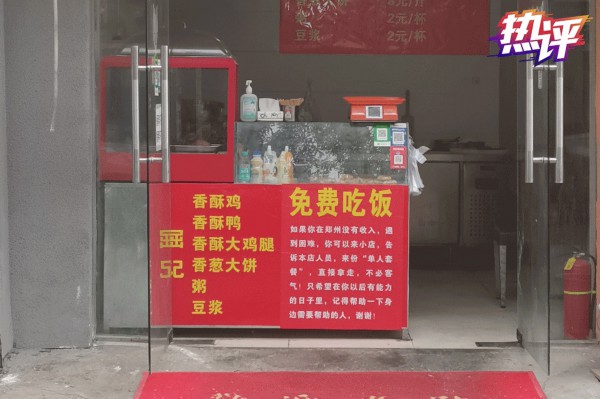 热评
2元/杯
豆浆 2元/杯
香酥鸡
香酥鸭
香酥大鸡腿
香葱大饼
粥
豆浆
免费吃饭
如果你在郑州没有收入，遇
到困难，你可以来小店，告
诉本店人员，来份“单人套
餐”，直接拿走，不必客
气！只希望在你以后有能力
的日子里，记得帮助一下身
边需要帮助的人，谢谢！